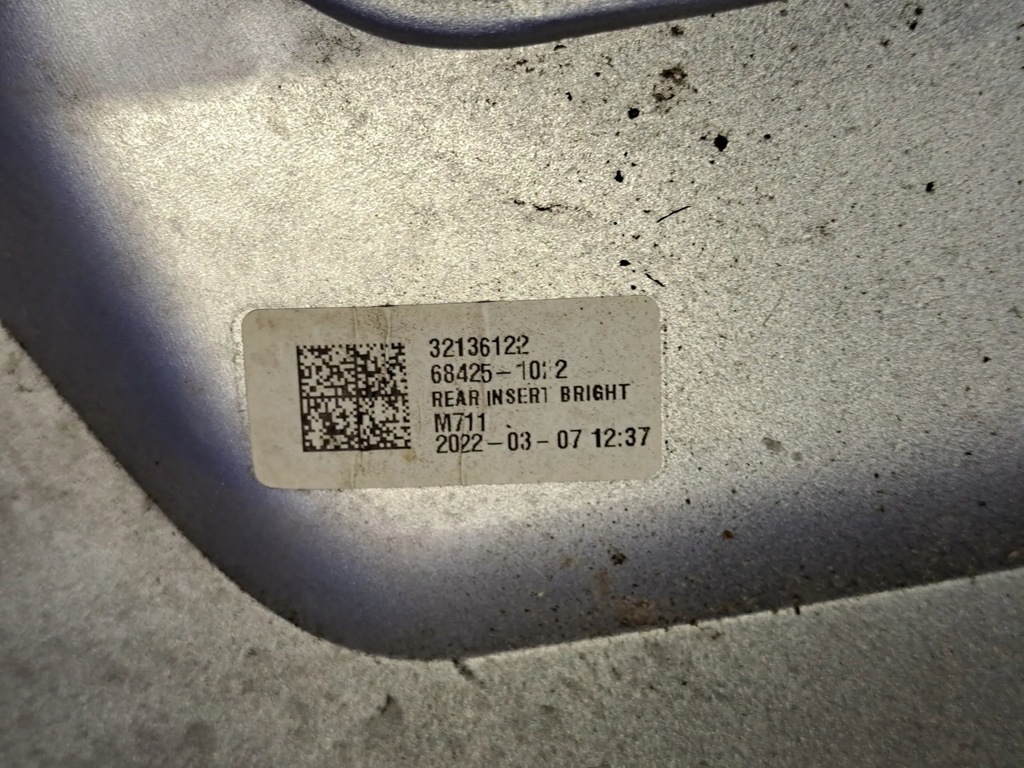 32136122
REAR INSERT BRIGHT
M711
2022-03-07 12:37